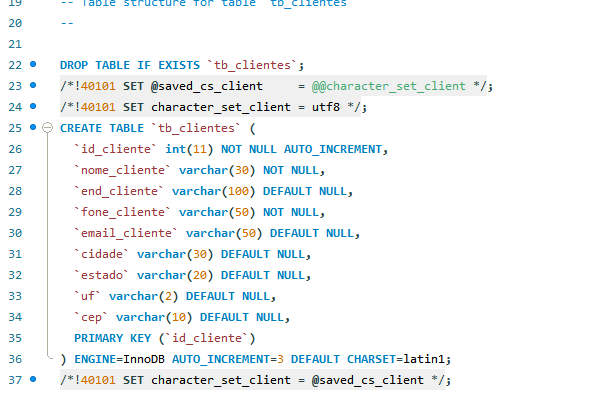 19 -- Table structure for table `tb_clientes`
20 --
21
22 DROP TABLE IF EXISTS `tb_clientes`;
23 /*!40101 SET @saved_cs_client     = @@character_set_client */;
24 /*!40101 SET character_set_client = utf8 */;
25 CREATE TABLE `tb_clientes` (
26   `id_cliente` int(11) NOT NULL AUTO_INCREMENT,
27   `nome_cliente` varchar(30) NOT NULL,
28   `end_cliente` varchar(100) DEFAULT NULL,
29   `fone_cliente` varchar(50) NOT NULL,
30   `email_cliente` varchar(50) DEFAULT NULL,
31   `cidade` varchar(30) DEFAULT NULL,
32   `estado` varchar(20) DEFAULT NULL,
33   `uf` varchar(2) DEFAULT NULL,
34   `cep` varchar(10) DEFAULT NULL,
35   PRIMARY KEY (`id_cliente`)
36 ) ENGINE=InnoDB AUTO_INCREMENT=3 DEFAULT CHARSET=latin1;
37 /*!40101 SET character_set_client = @saved_cs_client */;